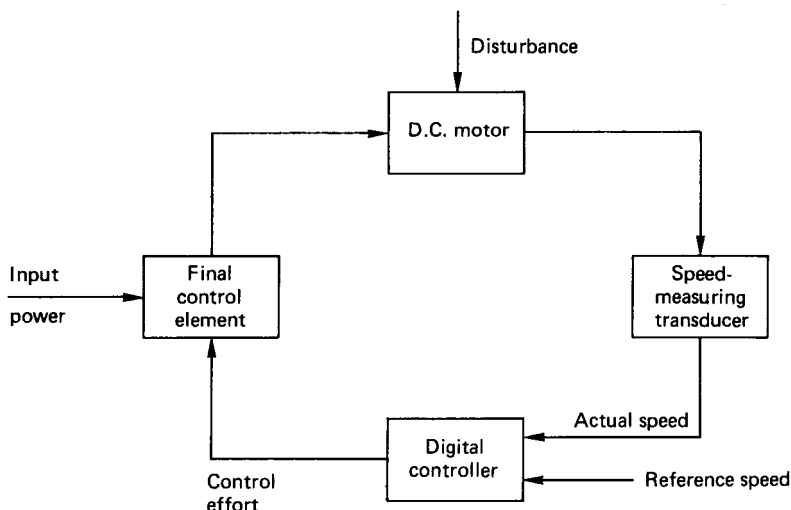 Disturbance
D.C. motor
Input
power
Final
control
element
Speed-
measuring
transducer
Actual speed
Digital
controller
Reference speed
Control
effort